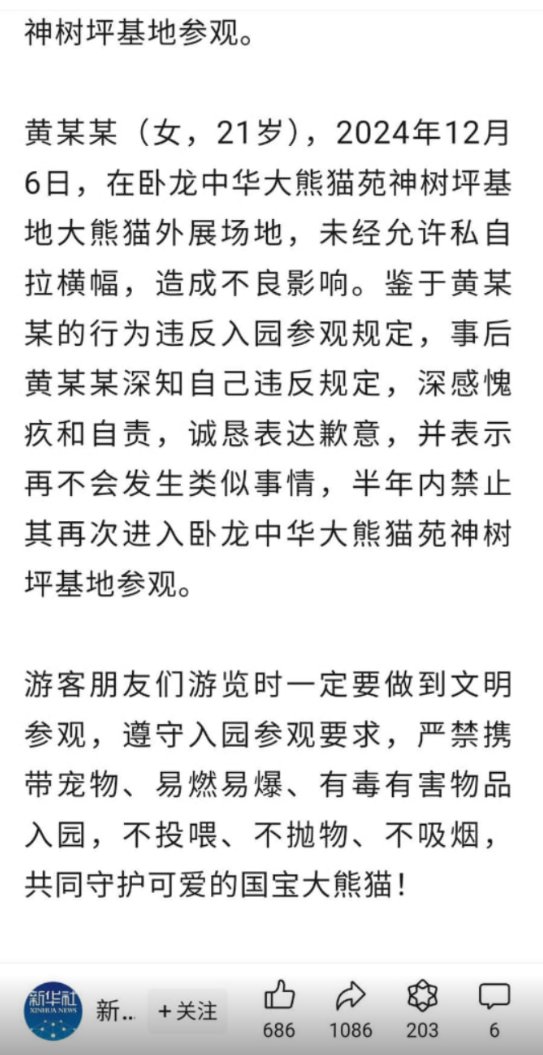 神树坪基地参观。
黄某某（女，21岁），2024年12月
6日，在卧龙中华大熊猫苑神树坪基
地大熊猫外展场地，未经允许私自
拉横幅，造成不良影响。鉴于黄某
某的行为违反入园参观规定，事后
黄某某深知自己违反规定，深感愧
疚和自责，诚恳表达歉意，并表示
再不会发生类似事情，半年内禁止
其再次进入卧龙中华大熊猫苑神树
坪基地参观。
游客朋友们游览时一定要做到文明
参观，遵守入园参观要求，严禁携
带宠物、易燃易爆、有毒有害物品
入园，不投喂、不抛物、不吸烟，
共同守护可爱的国宝大熊猫！
新华社
XINHUA NEWS
新...
+关注
686
1086
203
6